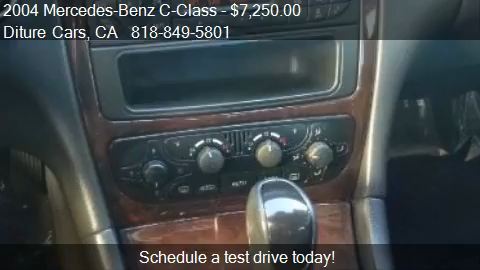 2004 Mercedes-Benz C-Class - $7,250.00
Diture Cars, CA 818-849-5801
Schedule a test drive today!